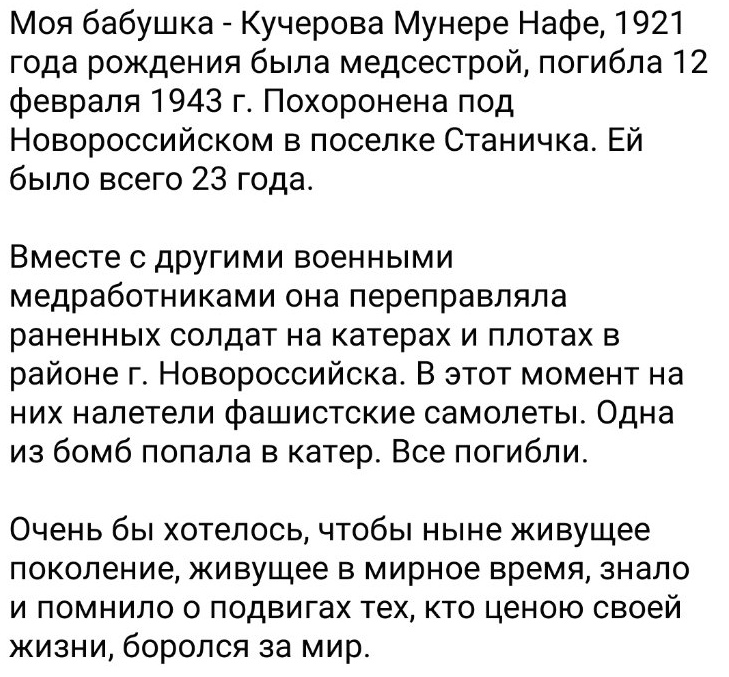 Моя бабушка - Кучерова Мунере Нафе, 1921
года рождения была медсестрой, погибла 12
февраля 1943 г. Похоронена под
Новороссийском в поселке Станичка. Ей
было всего 23 года.

Вместе с другими военными
медработниками она переправляла
раненных солдат на катерах и плотах в
районе г. Новороссийска. В этот момент на
них налетели фашистские самолеты. Одна
из бомб попала в катер. Все погибли.

Очень бы хотелось, чтобы ныне живущее
поколение, живущее в мирное время, знало
и помнило о подвигах тех, кто ценою своей
жизни, боролся за мир.